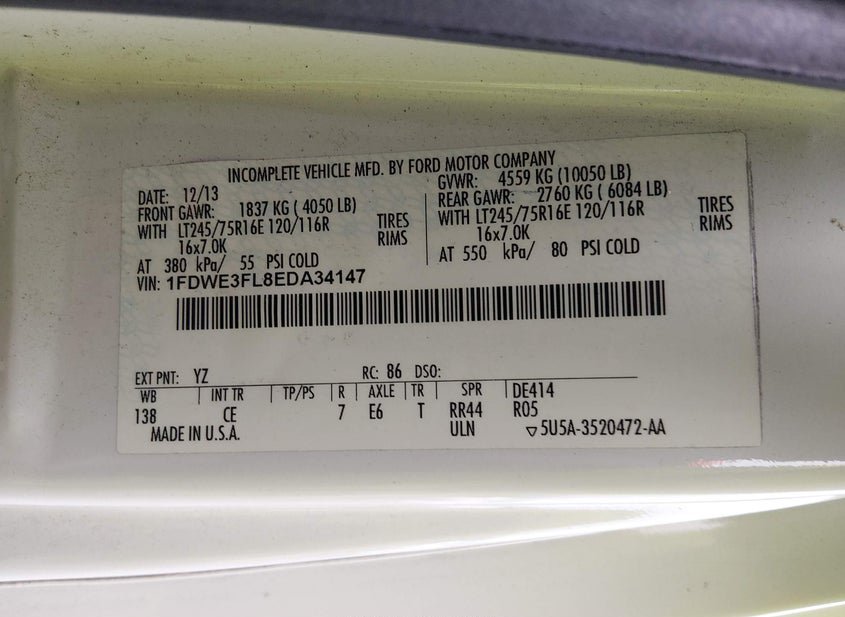 INCOMPLETE VEHICLE MFD. BY FORD MOTOR COMPANY
DATE: 12/13
GVWR: 4559 KG (10050 LB)
FRONT GAWR: 1837 KG ( 4050 LB)
REAR GAWR: 2760 KG ( 6084 LB)
WITH LT245/75R16E 120/116R TIRES
WITH LT245/75R16E 120/116R TIRES
16x7.0K RIMS
16x7.0K RIMS
AT 380 kPa/ 55 PSI COLD
AT 550 kPa/ 80 PSI COLD
VIN: 1FDWE3FL8EDA34147
EXT PNT: YZ RC: 86 DSO:
WB INT TR TP/PS R AXLE TR SPR DE414
138 CE 7 E6 T RR44 R05
MADE IN U.S.A. ULN ▽5U5A-3520472-AA